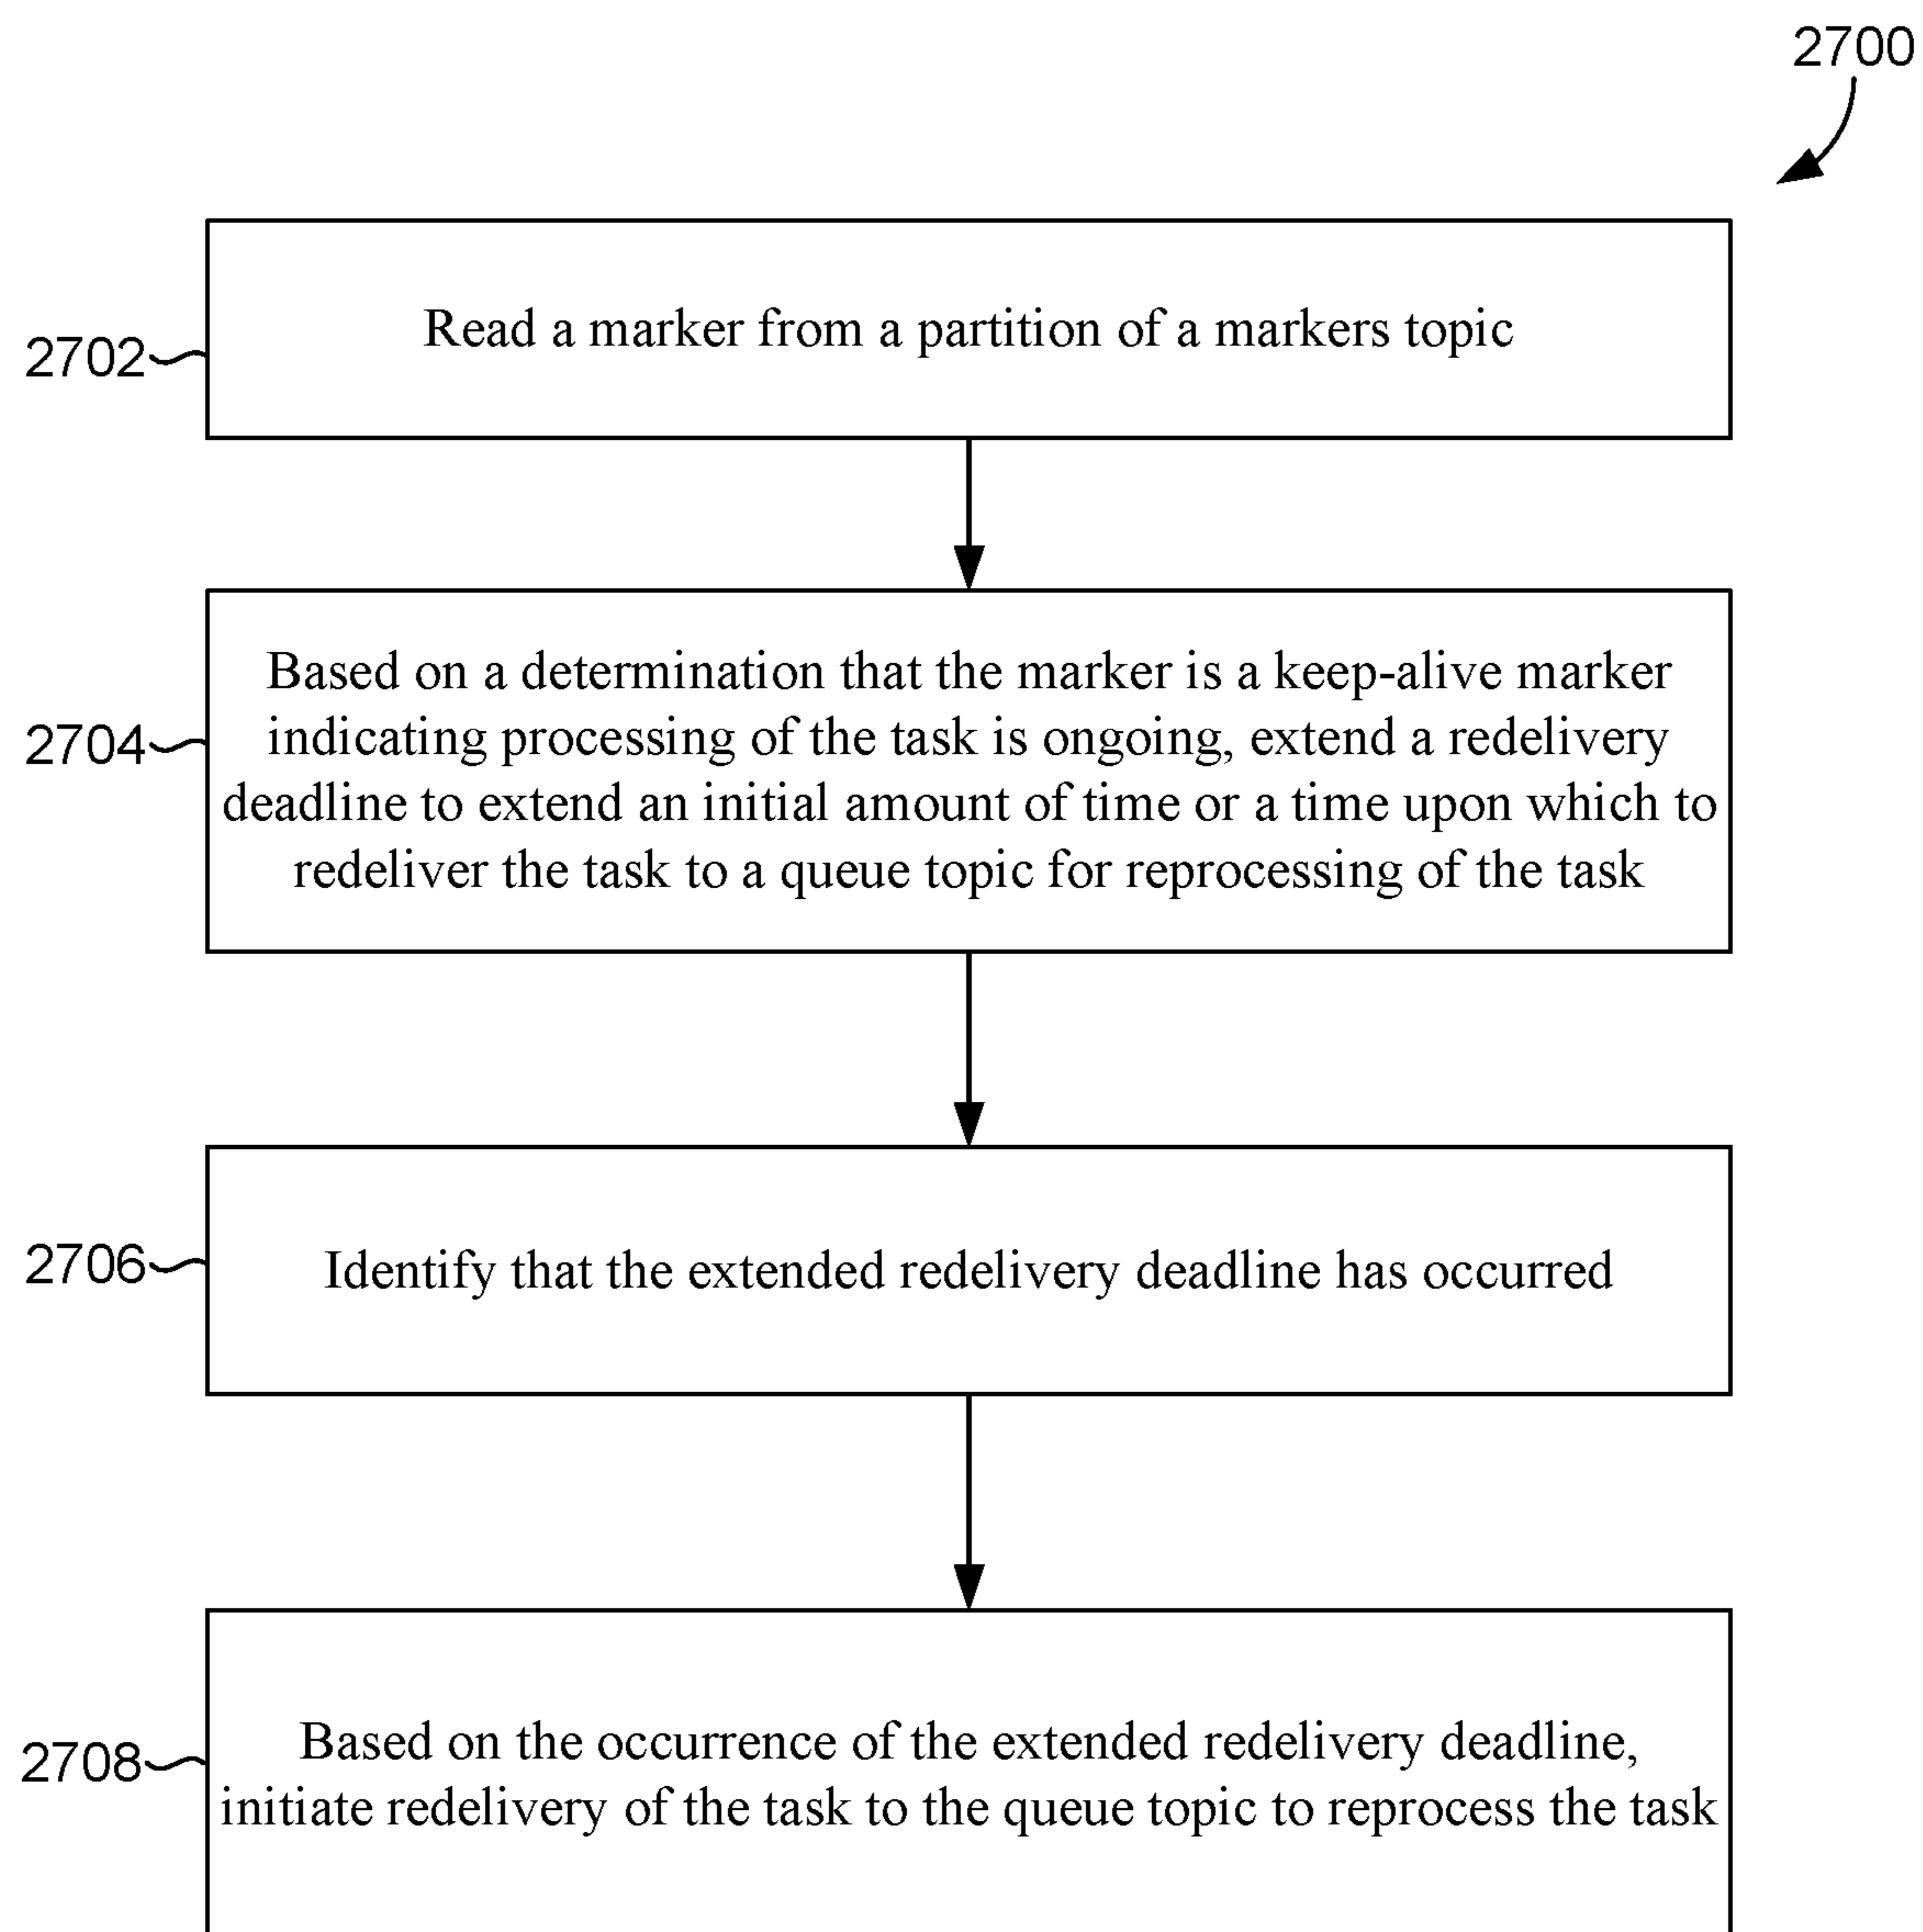 2700
2702
Read a marker from a partition of a markers topic
2704
Based on a determination that the marker is a keep-alive marker
indicating processing of the task is ongoing, extend a redelivery
deadline to extend an initial amount of time or a time upon which to
redeliver the task to a queue topic for reprocessing of the task
2706
Identify that the extended redelivery deadline has occurred
2708
Based on the occurrence of the extended redelivery deadline,
initiate redelivery of the task to the queue topic to reprocess the task